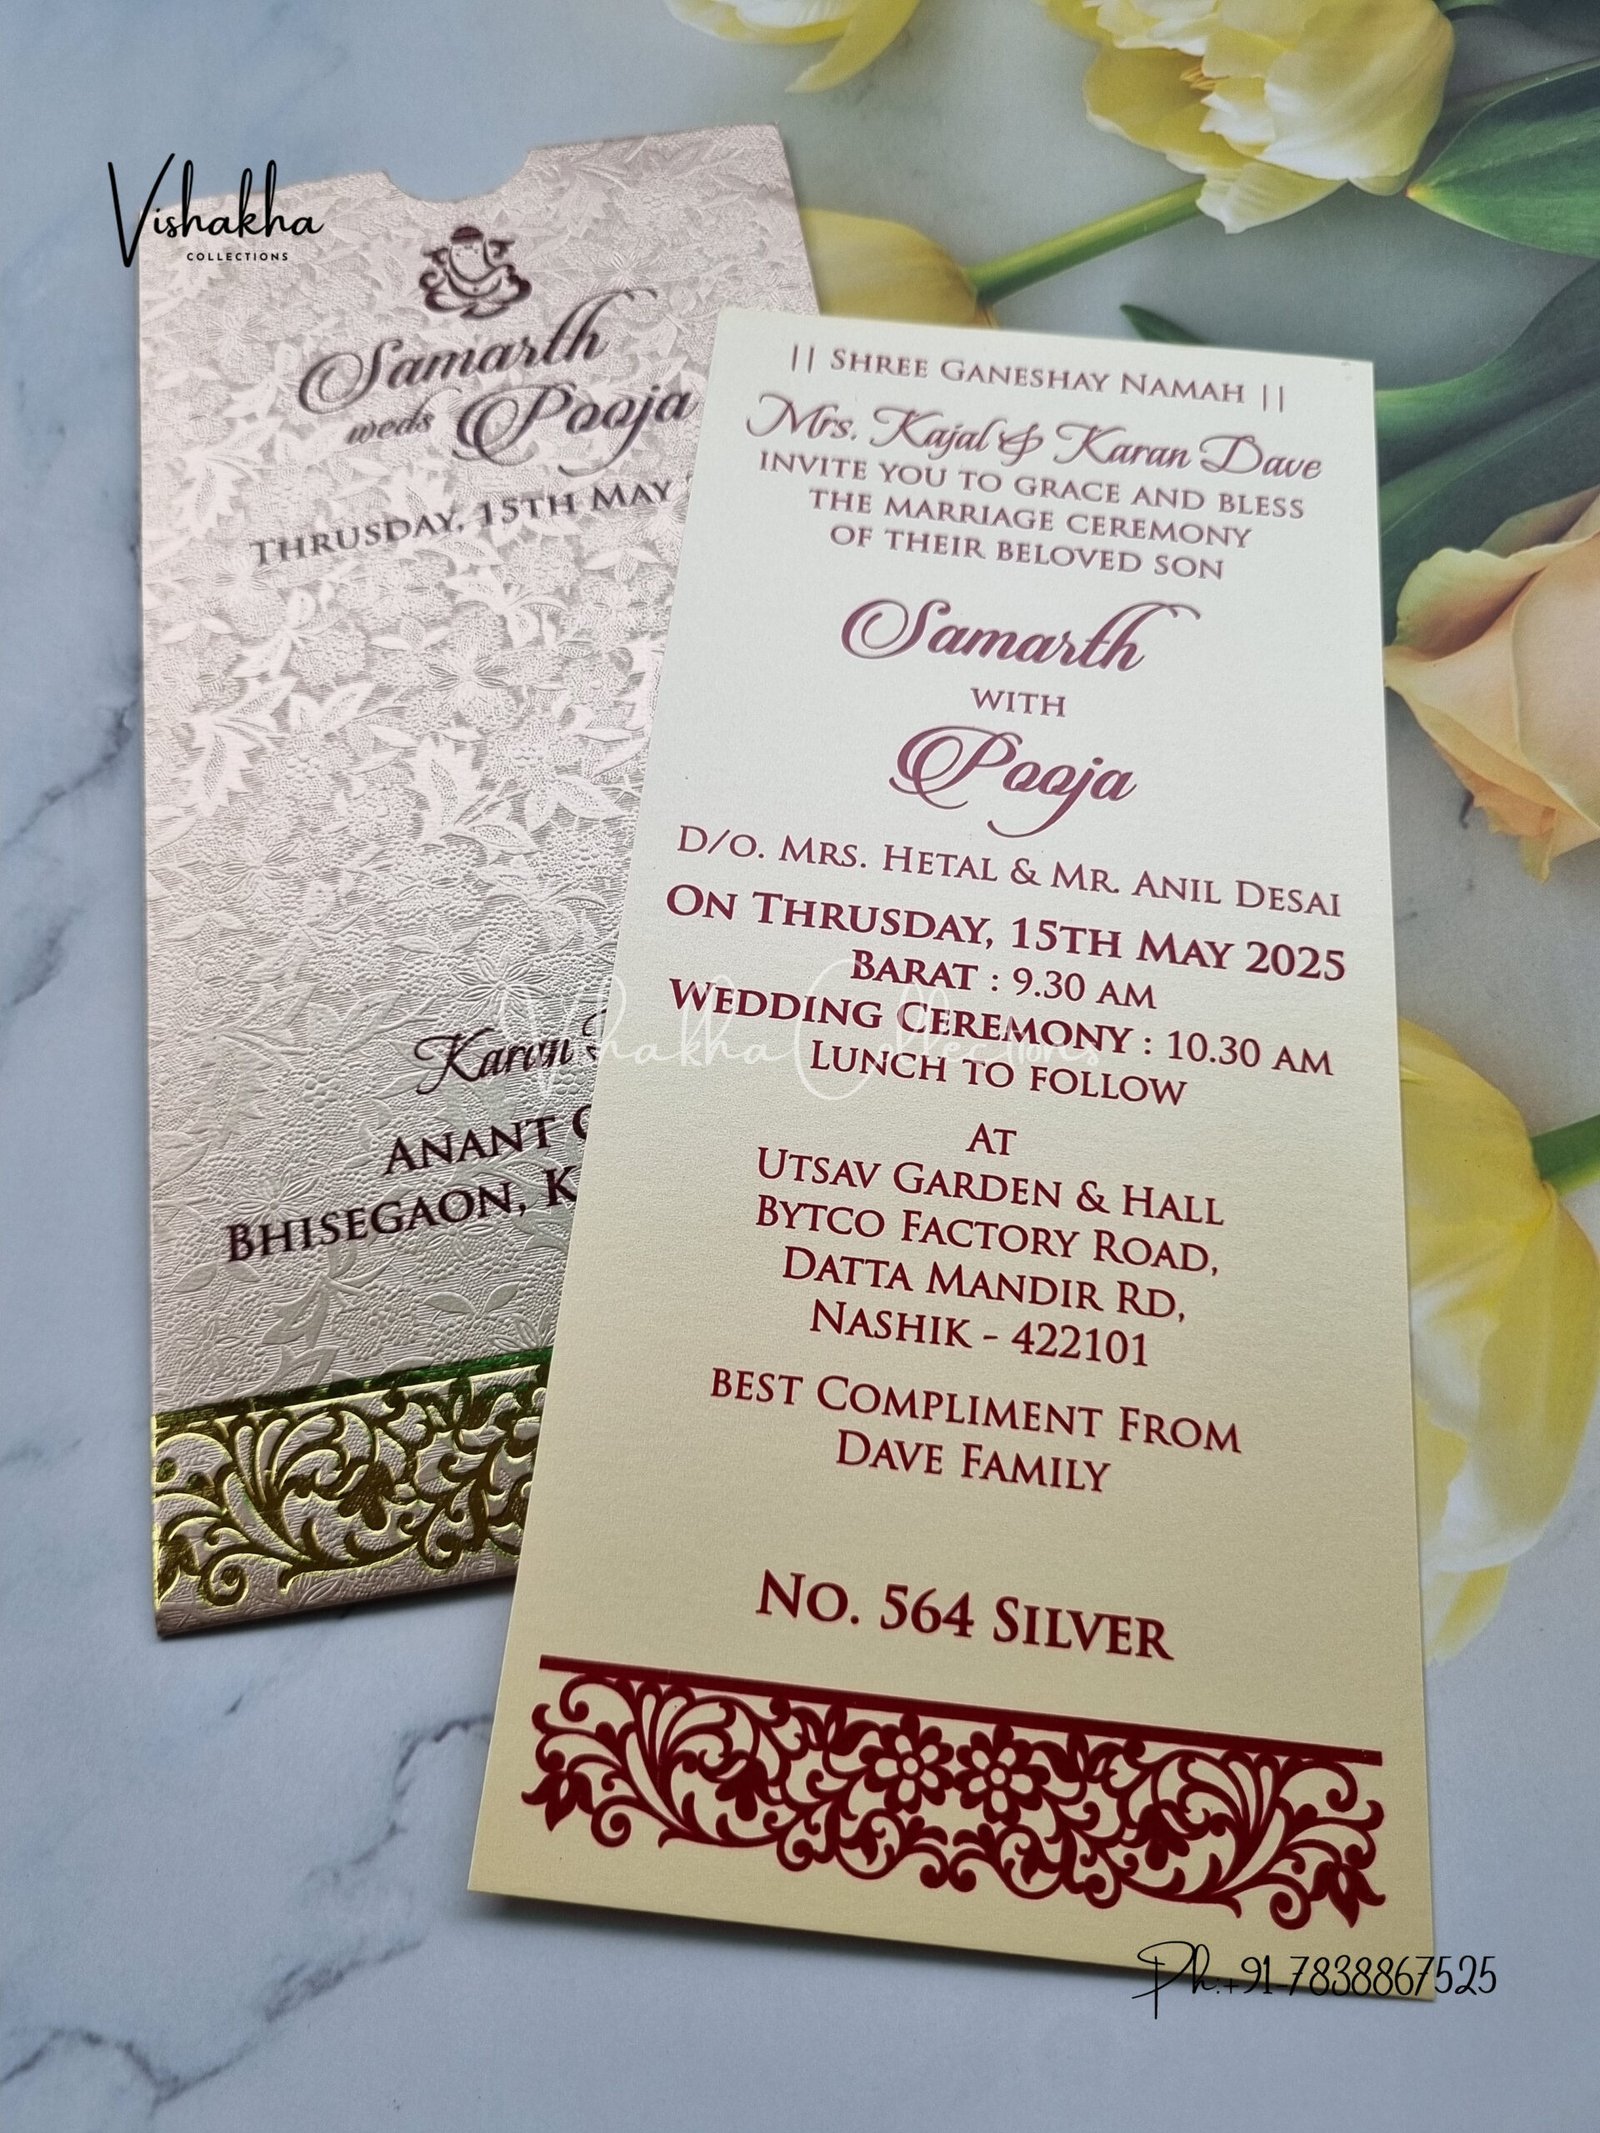 Vishakha
COLLECTIONS
Samarth
weds Pooja
THRUSDAY, 15TH MAY
Karan
ANANT
BHISEGAON,
|| SHREE GANESHAY NAMAH ||
Mrs. Kajal & Karan Dave
INVITE YOU TO GRACE AND BLESS
THE MARRIAGE CEREMONY
OF THEIR BELOVED SON
Samarth
WITH
Pooja
D/O. MRS. HETAL & MR. ANIL DESAI
ON THRUSDAY, 15TH MAY 2025
BARAT : 9.30 AM
WEDDING CEREMONY : 10.30 AM
LUNCH TO FOLLOW
AT
UTSAV GARDEN & HALL
BYTCO FACTORY ROAD,
DATTA MANDIR RD,
NASHIK - 422101
BEST COMPLIMENT FROM
DAVE FAMILY
NO. 564 SILVER
Vishakha Collections
Ph:+91-7838867525